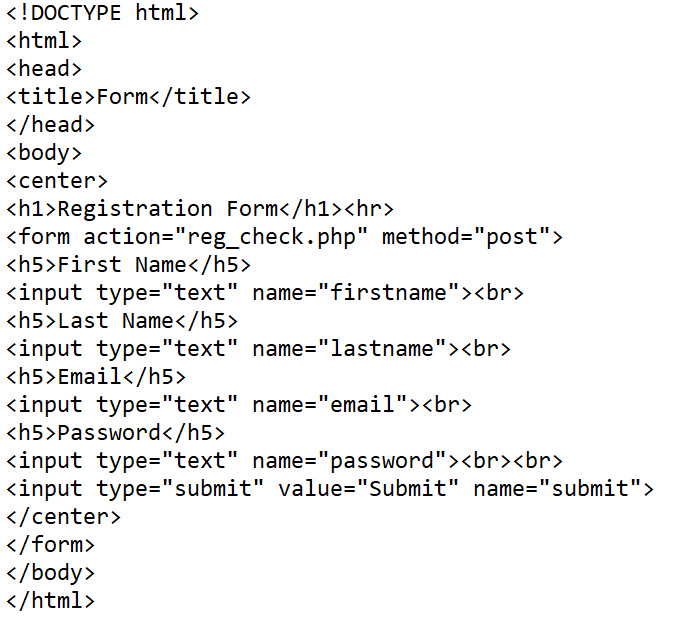 <!DOCTYPE html>
<html>
<head>
<title>Form</title>
</head>
<body>
<center>
<h1>Registration Form</h1><hr>
<form action="reg_check.php" method="post">
<h5>First Name</h5>
<input type="text" name="firstname"><br>
<h5>Last Name</h5>
<input type="text" name="lastname"><br>
<h5>Email</h5>
<input type="text" name="email"><br>
<h5>Password</h5>
<input type="text" name="password"><br><br>
<input type="submit" value="Submit" name="submit">
</center>
</form>
</body>
</html>